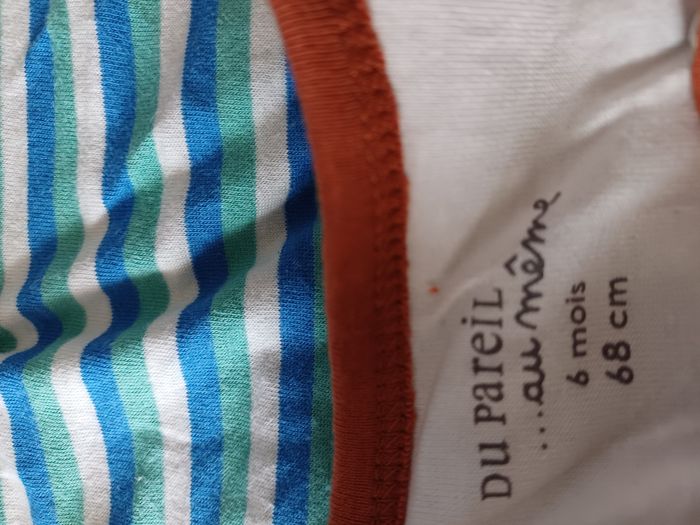 DU PAREIL
...au même
6 mois
68 cm